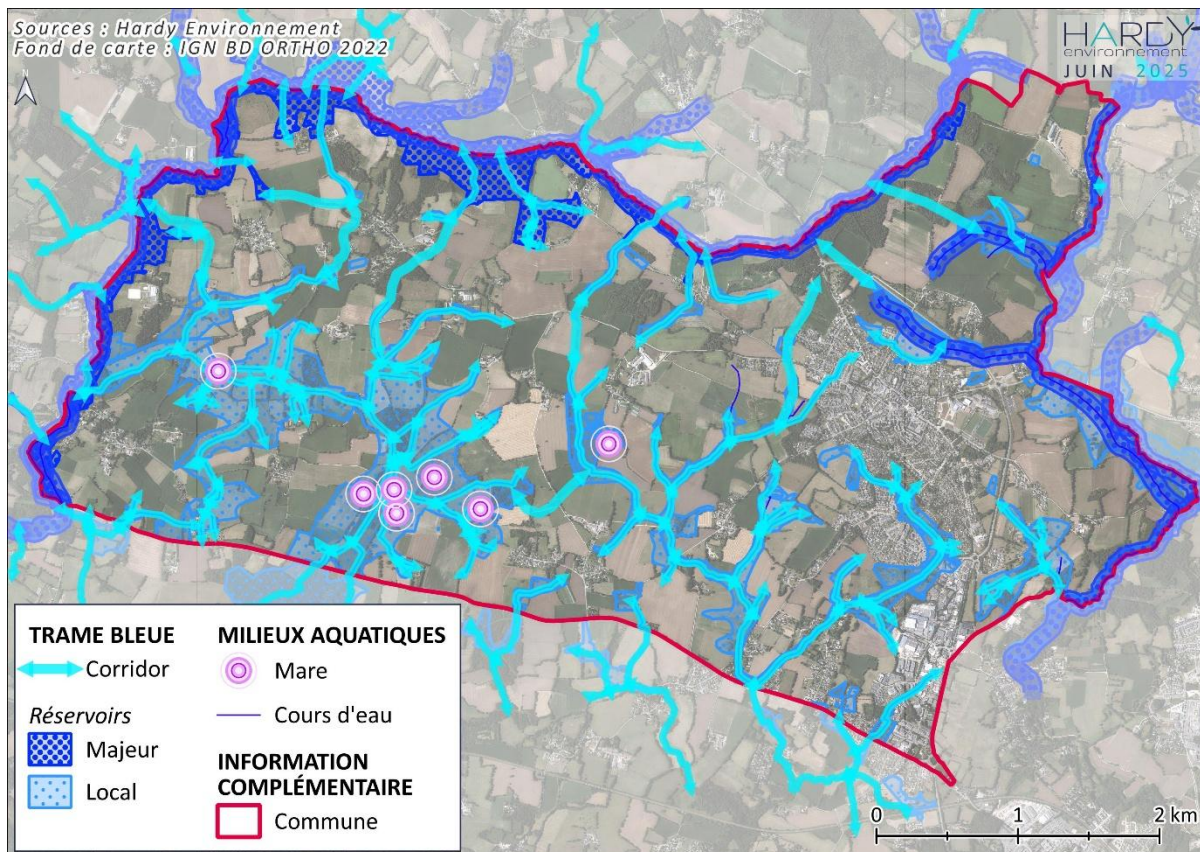 Sources : Hardy Environnement
Fond de carte : IGN BD ORTHO 2022
HARDY
environnement
JUIN 2025
TRAME BLEUE
Corridor
Réservoirs
Majeur
Local
MILIEUX AQUATIQUES
Mare
Cours d'eau
INFORMATION
COMPLÉMENTAIRE
Commune
0 1 2 km